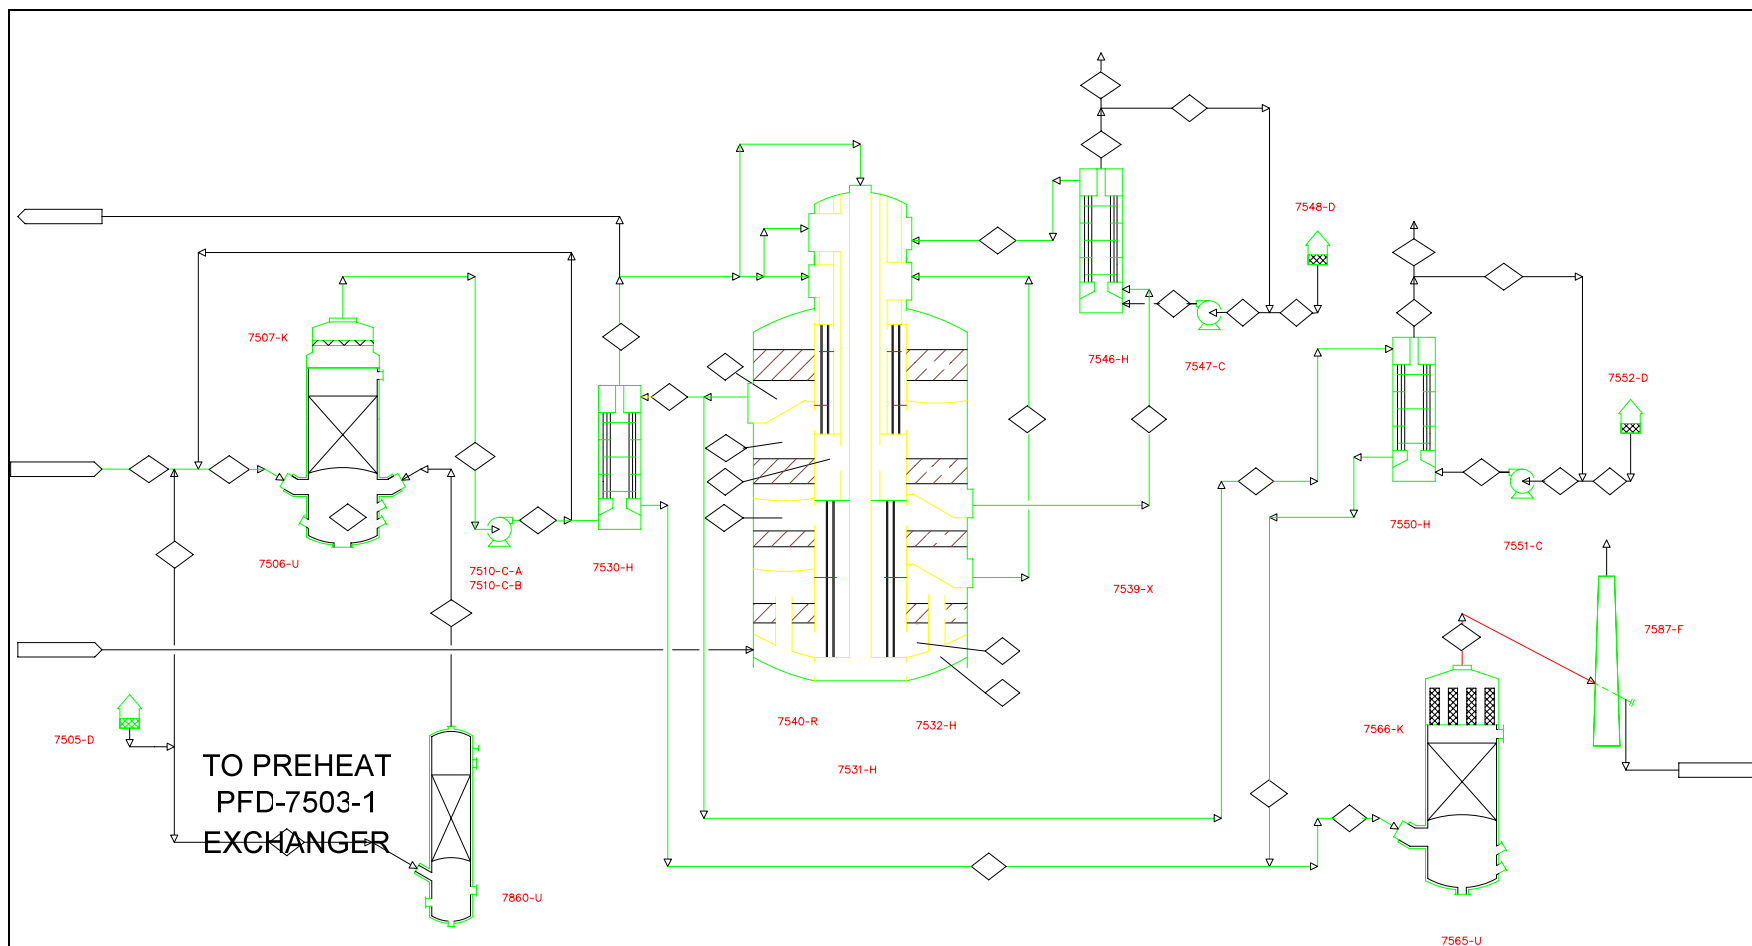 7548-D
7507-K
7546-H
7547-C
7552-D
7550-H
7551-C
7506-U
7510-C-A
7510-C-B
7530-H
7539-X
7587-F
7540-R
7532-H
7566-K
7505-D
7531-H
TO PREHEAT
PFD-7503-1
EXCHANGER
7860-U
7565-U